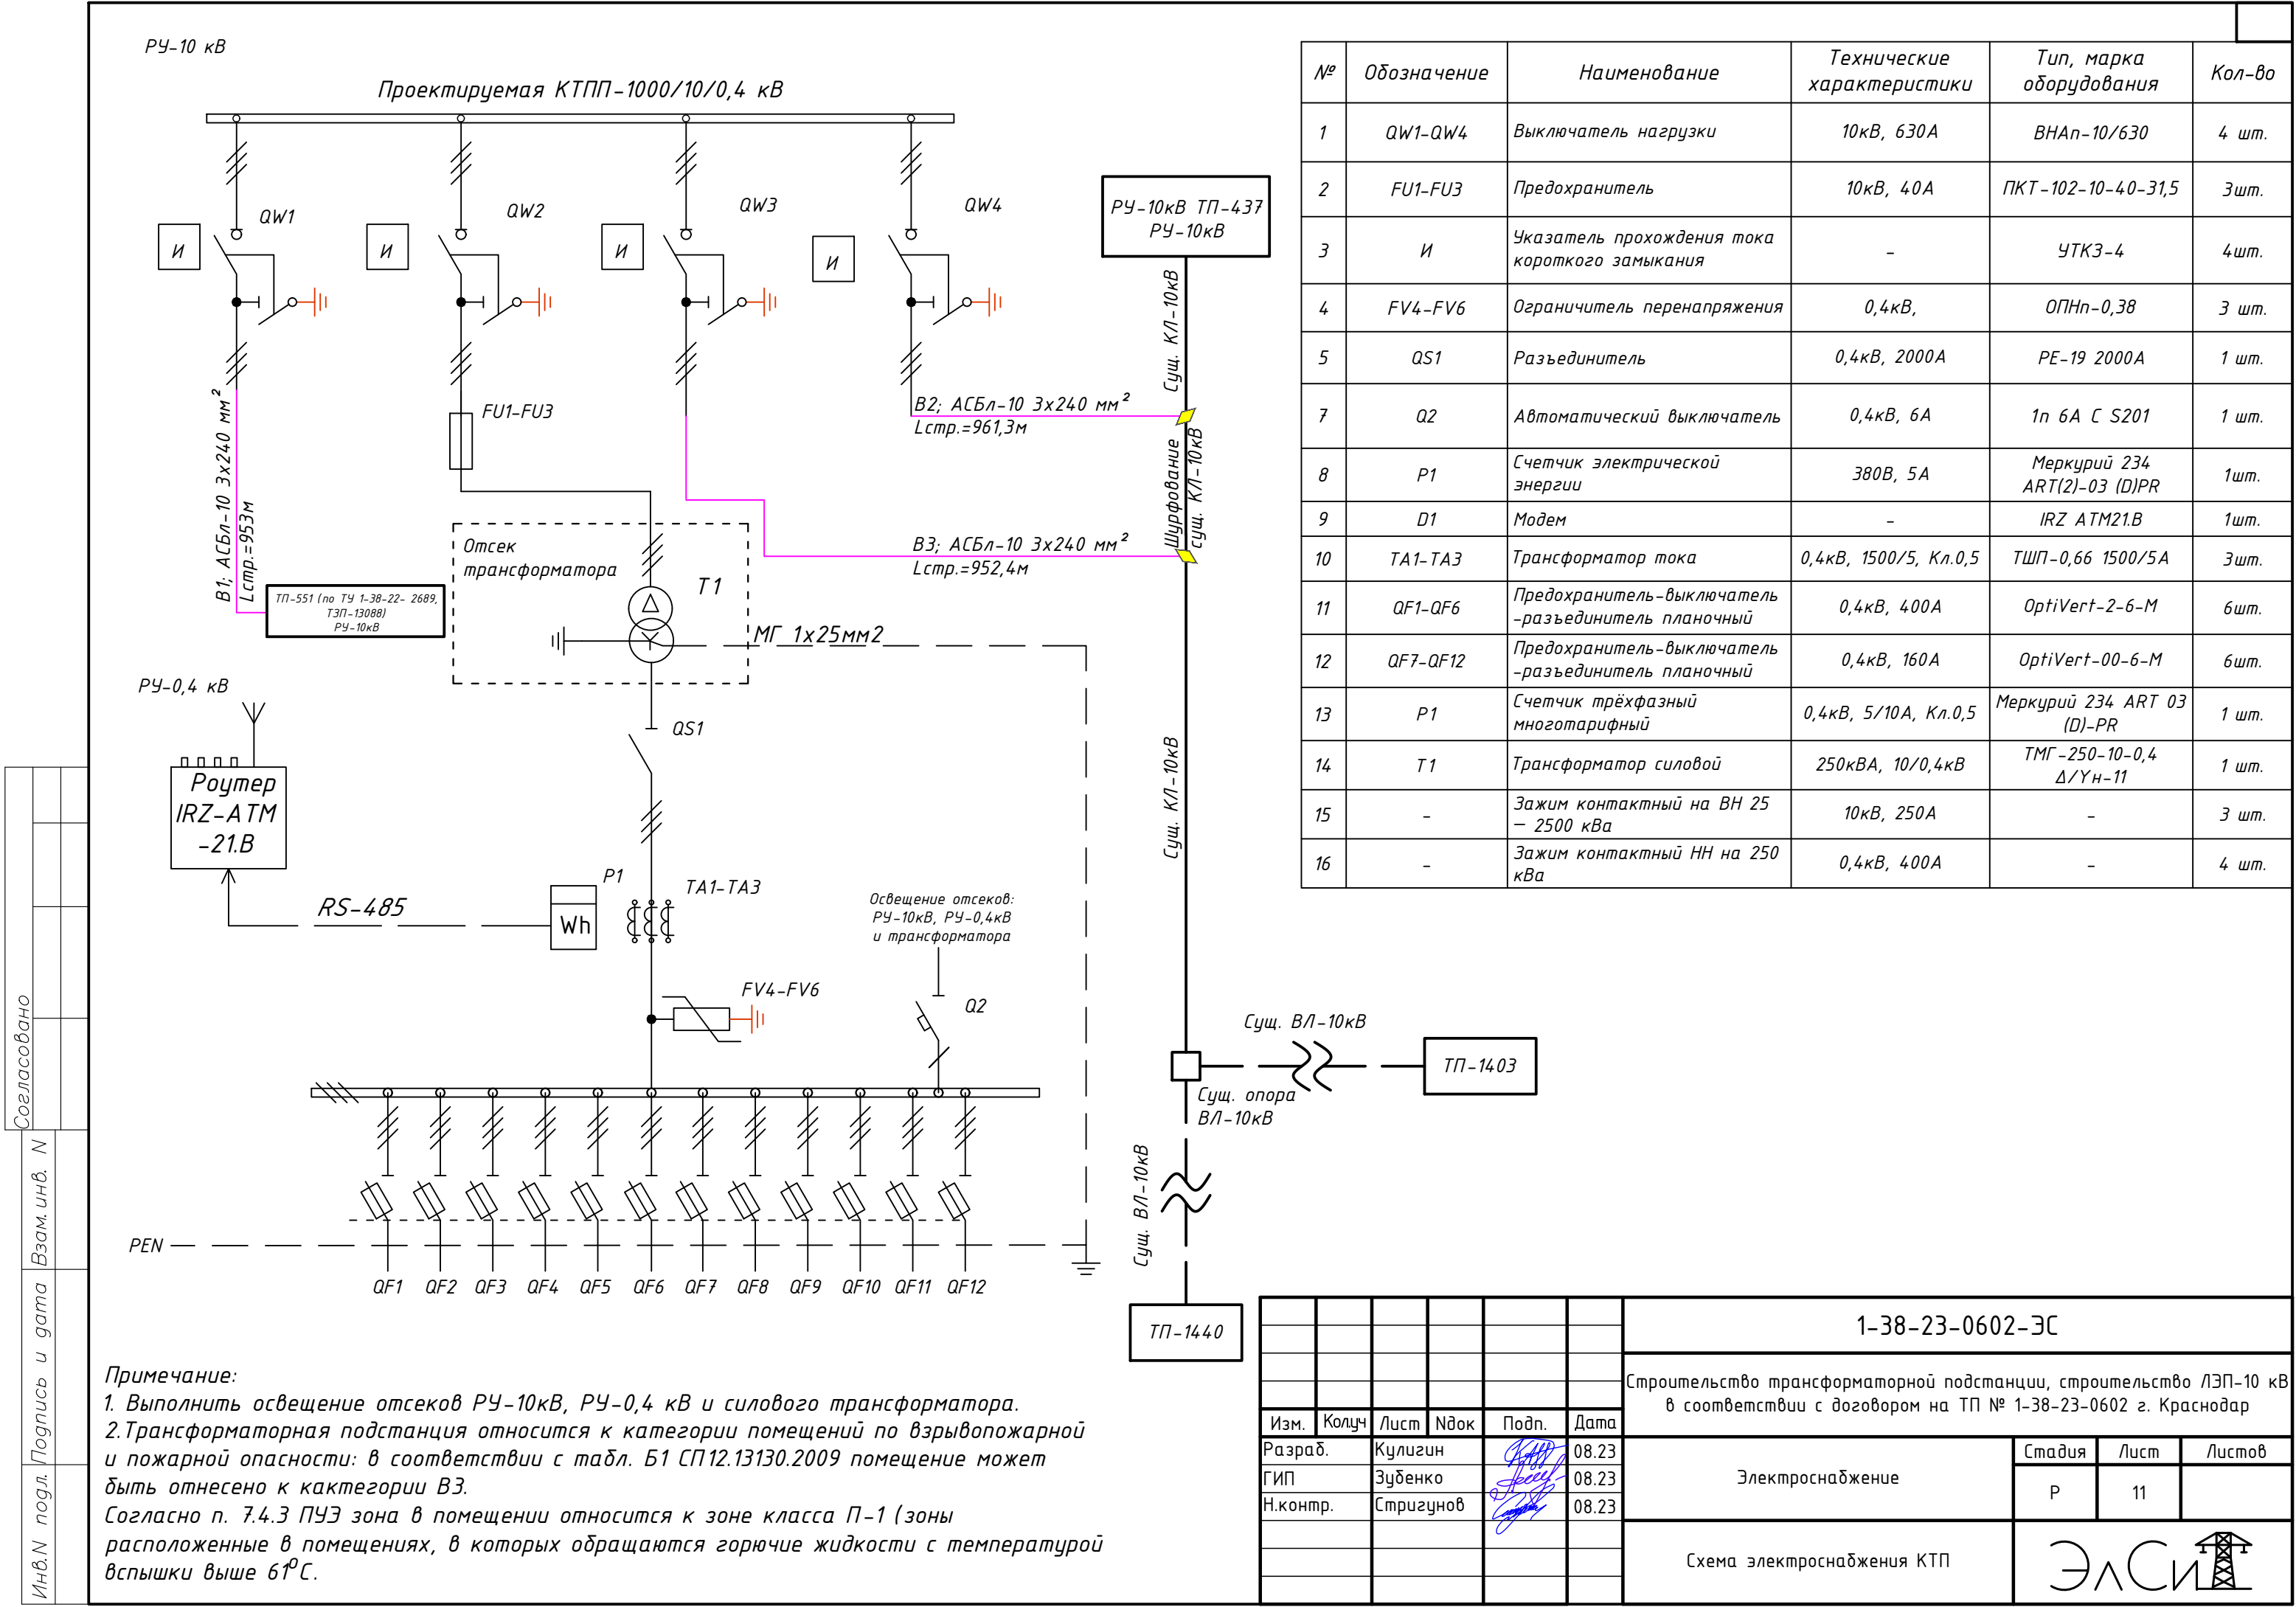 РУ-10 кВ
Проектируемая КТПП-1000/10/0,4 кВ
QW1
QW2
QW3
QW4
И
И
И
И
FU1-FU3
В1; АСБл-10 3х240 мм²
Lстр.=953м
В2; АСБл-10 3х240 мм²
Lстр.=961,3м
В3; АСБл-10 3х240 мм²
Lстр.=952,4м
РУ-10кВ ТП-437
РУ-10кВ
Сущ. КЛ-10кВ
Шурфование
сущ. КЛ-10кВ
Сущ. КЛ-10кВ
Отсек
трансформатора
Т1
МГ 1х25мм2
ТП-551 (по ТУ 1-38-22- 2689,
ТЗП-13088)
РУ-10кВ
РУ-0,4 кВ
Роутер
IRZ-ATM
-21.B
RS-485
P1
Wh
QS1
TA1-TA3
FV4-FV6
Освещение отсеков:
РУ-10кВ, РУ-0,4кВ
и трансформатора
Q2
PEN
QF1 QF2 QF3 QF4 QF5 QF6 QF7 QF8 QF9 QF10 QF11 QF12
Сущ. ВЛ-10кВ
ТП-1403
Сущ. опора
ВЛ-10кВ
Сущ. ВЛ-10кВ
ТП-1440
№ Обозначение Наименование Технические характеристики Тип, марка оборудования Кол-во
1 QW1-QW4 Выключатель нагрузки 10кВ, 630А ВНАп-10/630 4 шт.
2 FU1-FU3 Предохранитель 10кВ, 40А ПКТ-102-10-40-31,5 3шт.
3 И Указатель прохождения тока короткого замыкания - УТКЗ-4 4шт.
4 FV4-FV6 Ограничитель перенапряжения 0,4кВ, ОПНп-0,38 3 шт.
5 QS1 Разъединитель 0,4кВ, 2000А РЕ-19 2000А 1 шт.
7 Q2 Автоматический выключатель 0,4кВ, 6А 1п 6А С S201 1 шт.
8 P1 Счетчик электрической энергии 380В, 5А Меркурий 234 ART(2)-03 (D)PR 1шт.
9 D1 Модем - IRZ ATM21.B 1шт.
10 TA1-TA3 Трансформатор тока 0,4кВ, 1500/5, Кл.0,5 ТШП-0,66 1500/5А 3шт.
11 QF1-QF6 Предохранитель-выключатель -разъединитель планочный 0,4кВ, 400А OptiVert-2-6-M 6шт.
12 QF7-QF12 Предохранитель-выключатель -разъединитель планочный 0,4кВ, 160А OptiVert-00-6-M 6шт.
13 P1 Счетчик трёхфазный многотарифный 0,4кВ, 5/10А, Кл.0,5 Меркурий 234 ART 03 (D)-PR 1 шт.
14 Т1 Трансформатор силовой 250кВА, 10/0,4кВ ТМГ-250-10-0,4 Δ/Yн-11 1 шт.
15 - Зажим контактный на ВН 25 – 2500 кВа 10кВ, 250А - 3 шт.
16 - Зажим контактный НН на 250 кВа 0,4кВ, 400А - 4 шт.
Примечание:
1. Выполнить освещение отсеков РУ-10кВ, РУ-0,4 кВ и силового трансформатора.
2.Трансформаторная подстанция относится к категории помещений по взрывопожарной
и пожарной опасности: в соответствии с табл. Б1 СП12.13130.2009 помещение может
быть отнесено к кактегории В3.
Согласно п. 7.4.3 ПУЭ зона в помещении относится к зоне класса П-1 (зоны
расположенные в помещениях, в которых обращаются горючие жидкости с температурой
вспышки выше 61⁰С.
Согласовано
Взам. инв. N
Подпись и дата
Инв.N подл.
1-38-23-0602-ЭС
Строительство трансформаторной подстанции, строительство ЛЭП-10 кВ
в соответствии с договором на ТП № 1-38-23-0602 г. Краснодар
Изм. Кол.уч Лист Nдок Подп. Дата
Разраб. Кулигин 08.23
ГИП Зубенко 08.23
Н.контр. Стригунов 08.23
Электроснабжение
Стадия Лист Листов
Р 11
Схема электроснабжения КТП
ЭлСиТ